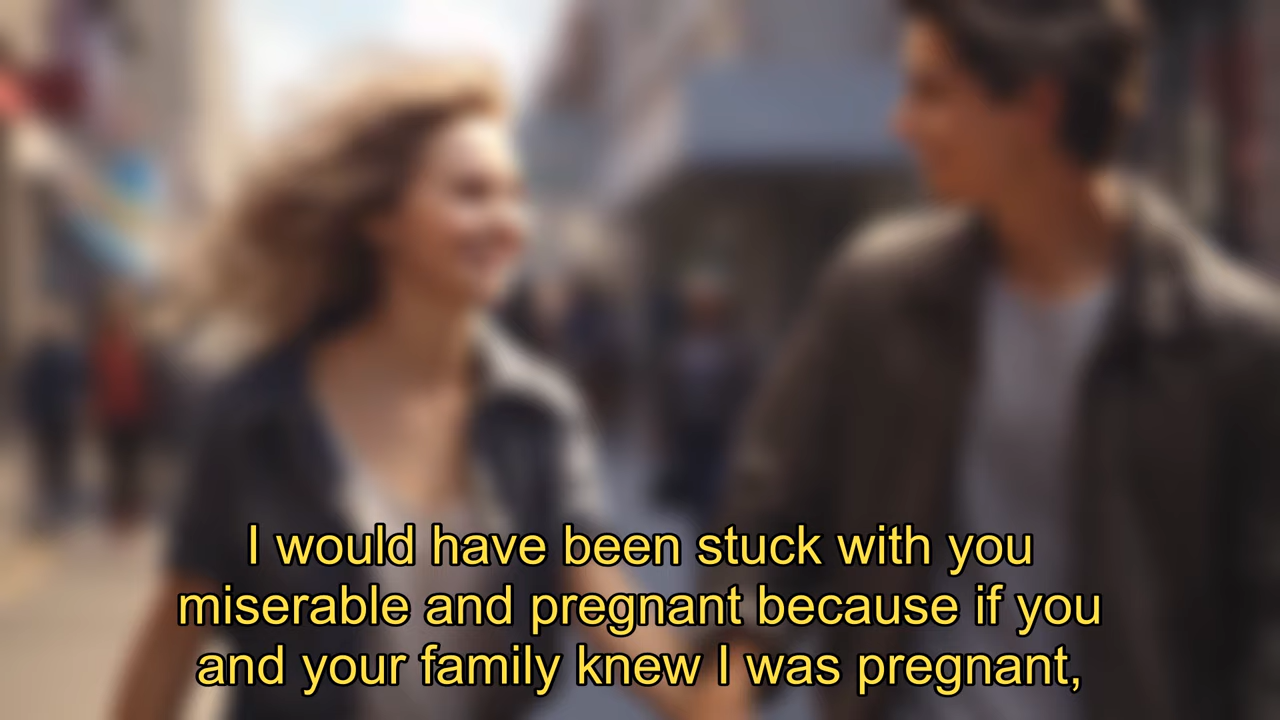 I would have been stuck with you
miserable and pregnant because if you
and your family knew I was pregnant,